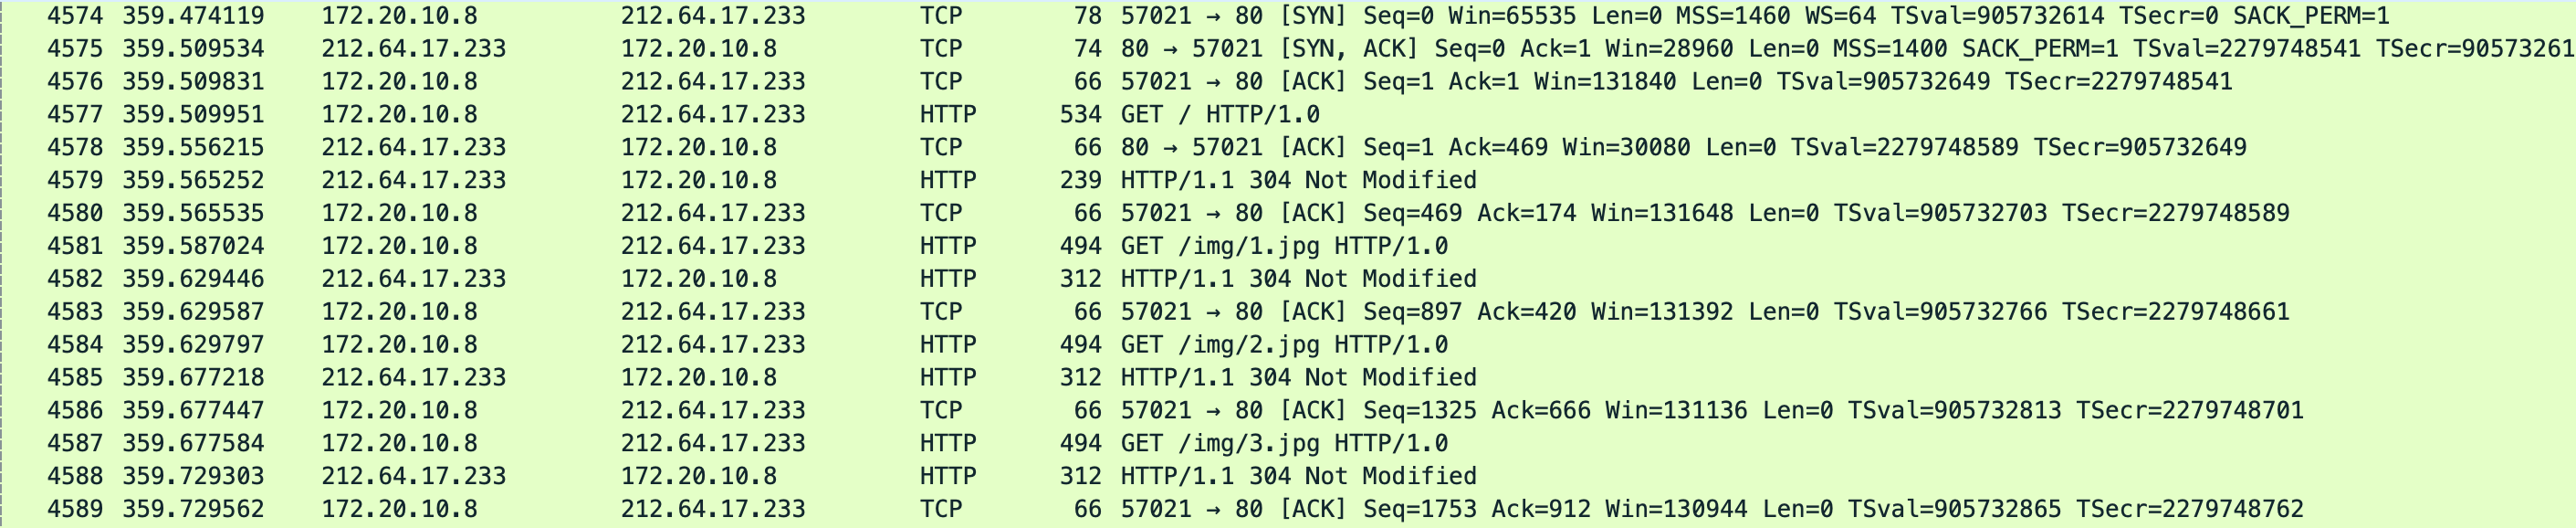 4574 359.474119 172.20.10.8 212.64.17.233 TCP 78 57021 → 80 [SYN] Seq=0 Win=65535 Len=0 MSS=1460 WS=64 TSval=905732614 TSecr=0 SACK_PERM=1
4575 359.509534 212.64.17.233 172.20.10.8 TCP 74 80 → 57021 [SYN, ACK] Seq=0 Ack=1 Win=28960 Len=0 MSS=1400 SACK_PERM=1 TSval=2279748541 TSecr=90573261
4576 359.509831 172.20.10.8 212.64.17.233 TCP 66 57021 → 80 [ACK] Seq=1 Ack=1 Win=131840 Len=0 TSval=905732649 TSecr=2279748541
4577 359.509951 172.20.10.8 212.64.17.233 HTTP 534 GET / HTTP/1.0
4578 359.556215 212.64.17.233 172.20.10.8 TCP 66 80 → 57021 [ACK] Seq=1 Ack=469 Win=30080 Len=0 TSval=2279748589 TSecr=905732649
4579 359.565252 212.64.17.233 172.20.10.8 HTTP 239 HTTP/1.1 304 Not Modified
4580 359.565535 172.20.10.8 212.64.17.233 TCP 66 57021 → 80 [ACK] Seq=469 Ack=174 Win=131648 Len=0 TSval=905732703 TSecr=2279748589
4581 359.587024 172.20.10.8 212.64.17.233 HTTP 494 GET /img/1.jpg HTTP/1.0
4582 359.629446 212.64.17.233 172.20.10.8 HTTP 312 HTTP/1.1 304 Not Modified
4583 359.629587 172.20.10.8 212.64.17.233 TCP 66 57021 → 80 [ACK] Seq=897 Ack=420 Win=131392 Len=0 TSval=905732766 TSecr=2279748661
4584 359.629797 172.20.10.8 212.64.17.233 HTTP 494 GET /img/2.jpg HTTP/1.0
4585 359.677218 212.64.17.233 172.20.10.8 HTTP 312 HTTP/1.1 304 Not Modified
4586 359.677447 172.20.10.8 212.64.17.233 TCP 66 57021 → 80 [ACK] Seq=1325 Ack=666 Win=131136 Len=0 TSval=905732813 TSecr=2279748701
4587 359.677584 172.20.10.8 212.64.17.233 HTTP 494 GET /img/3.jpg HTTP/1.0
4588 359.729303 212.64.17.233 172.20.10.8 HTTP 312 HTTP/1.1 304 Not Modified
4589 359.729562 172.20.10.8 212.64.17.233 TCP 66 57021 → 80 [ACK] Seq=1753 Ack=912 Win=130944 Len=0 TSval=905732865 TSecr=2279748762